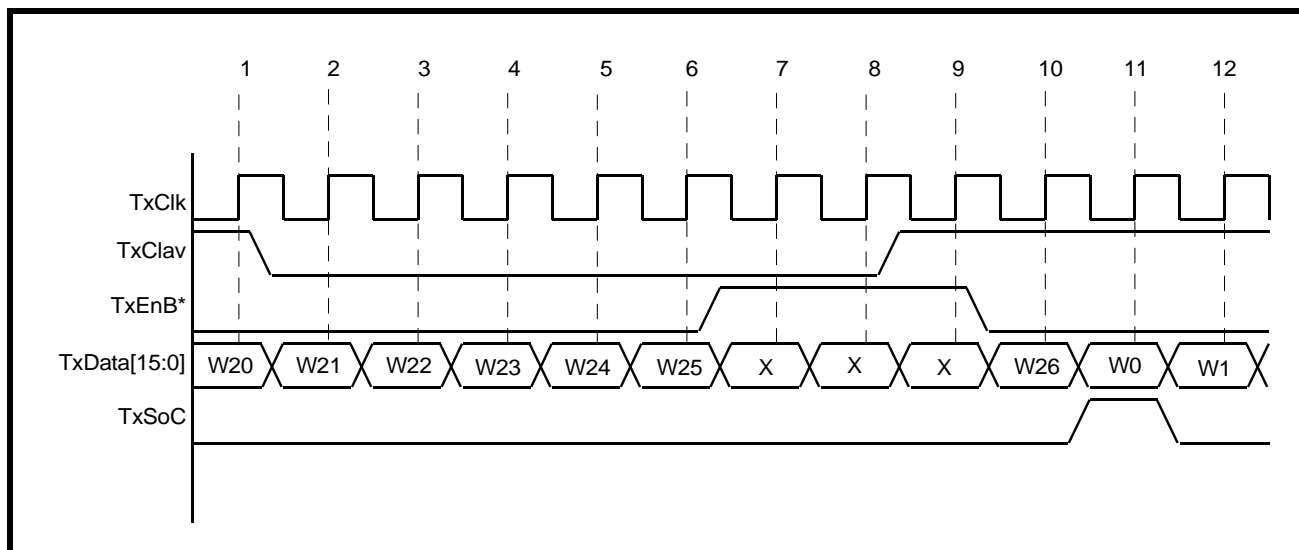 1 2 3 4 5 6 7 8 9 10 11 12
TxClk
TxClav
TxEnB*
TxData[15:0] W20 W21 W22 W23 W24 W25 X X X W26 W0 W1
TxSoC